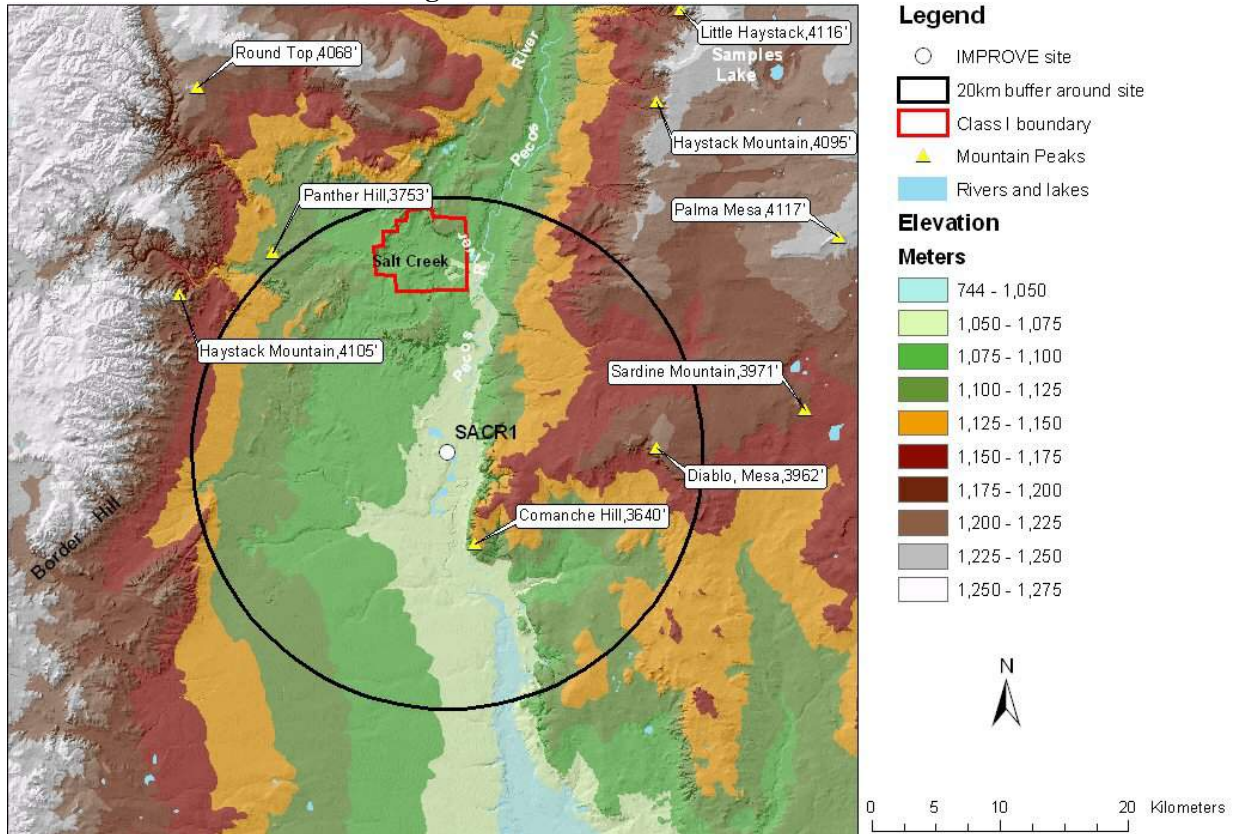 Round Top,4068'
River
Little Haystack,4116'
Samples
Lake
Pecos
Haystack Mountain,4095'
Panther Hill,3753'
Palma Mesa,4117'
Salt Creek
River
Haystack Mountain,4105'
Pecos
Sardine Mountain,3971'
SACR1
Diablo, Mesa,3962'
Comanche Hill,3640'
Border Hill
Legend
IMPROVE site
20km buffer around site
Class I boundary
Mountain Peaks
Rivers and lakes
Elevation
Meters
744 - 1,050
1,050 - 1,075
1,075 - 1,100
1,100 - 1,125
1,125 - 1,150
1,150 - 1,175
1,175 - 1,200
1,200 - 1,225
1,225 - 1,250
1,250 - 1,275
N
0 5 10 20 Kilometers